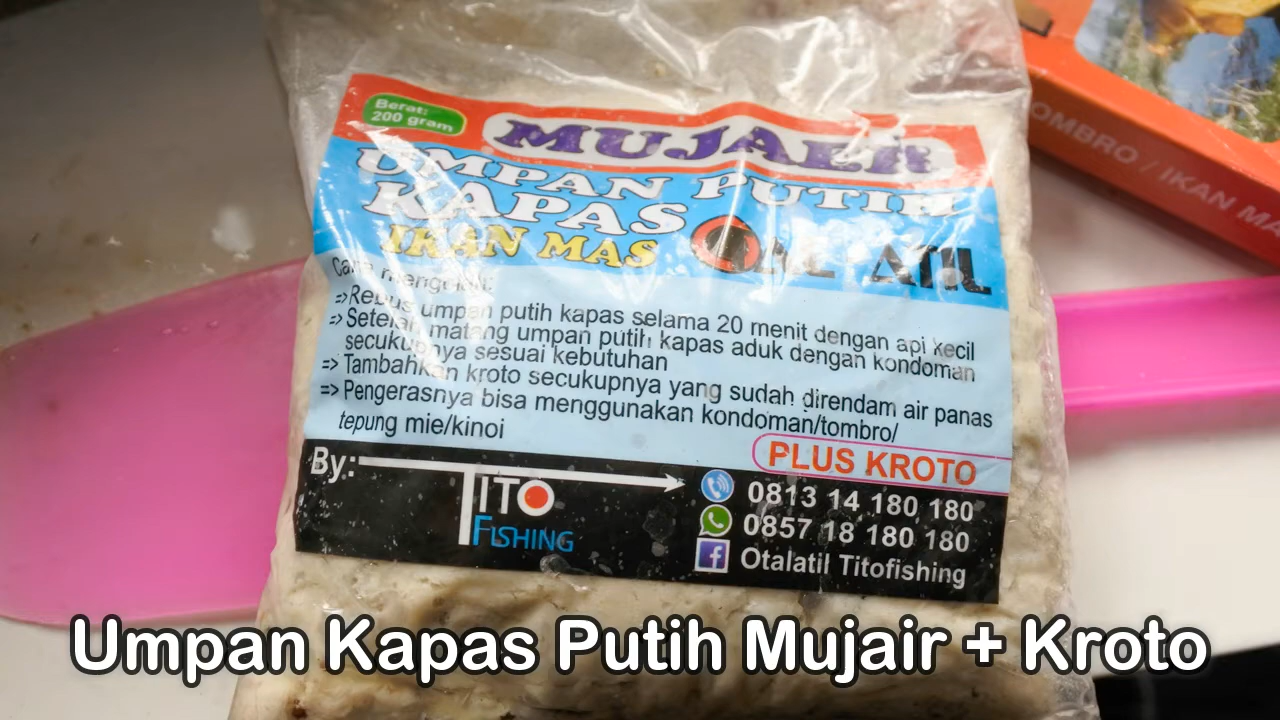 Berat:
200 gram
MUJAER
UMPAN PUTIH
KAPAS
IKAN MAS
OTAL ATIL
Cara mengolah:
=>Rebus umpan putih kapas selama 20 menit dengan api kecil
=>Setelah matang umpan putih kapas aduk dengan kondoman
secukupnya sesuai kebutuhan
=> Tambahkan kroto secukupnya yang sudah direndam air panas
=> Pengerasnya bisa menggunakan kondoman/tombro/
tepung mie/kinoi
PLUS KROTO
By:
TITO
FISHING
0813 14 180 180
0857 18 180 180
Otalatil Titofishing
OMBRO / IKAN MA
Umpan Kapas Putih Mujair + Kroto